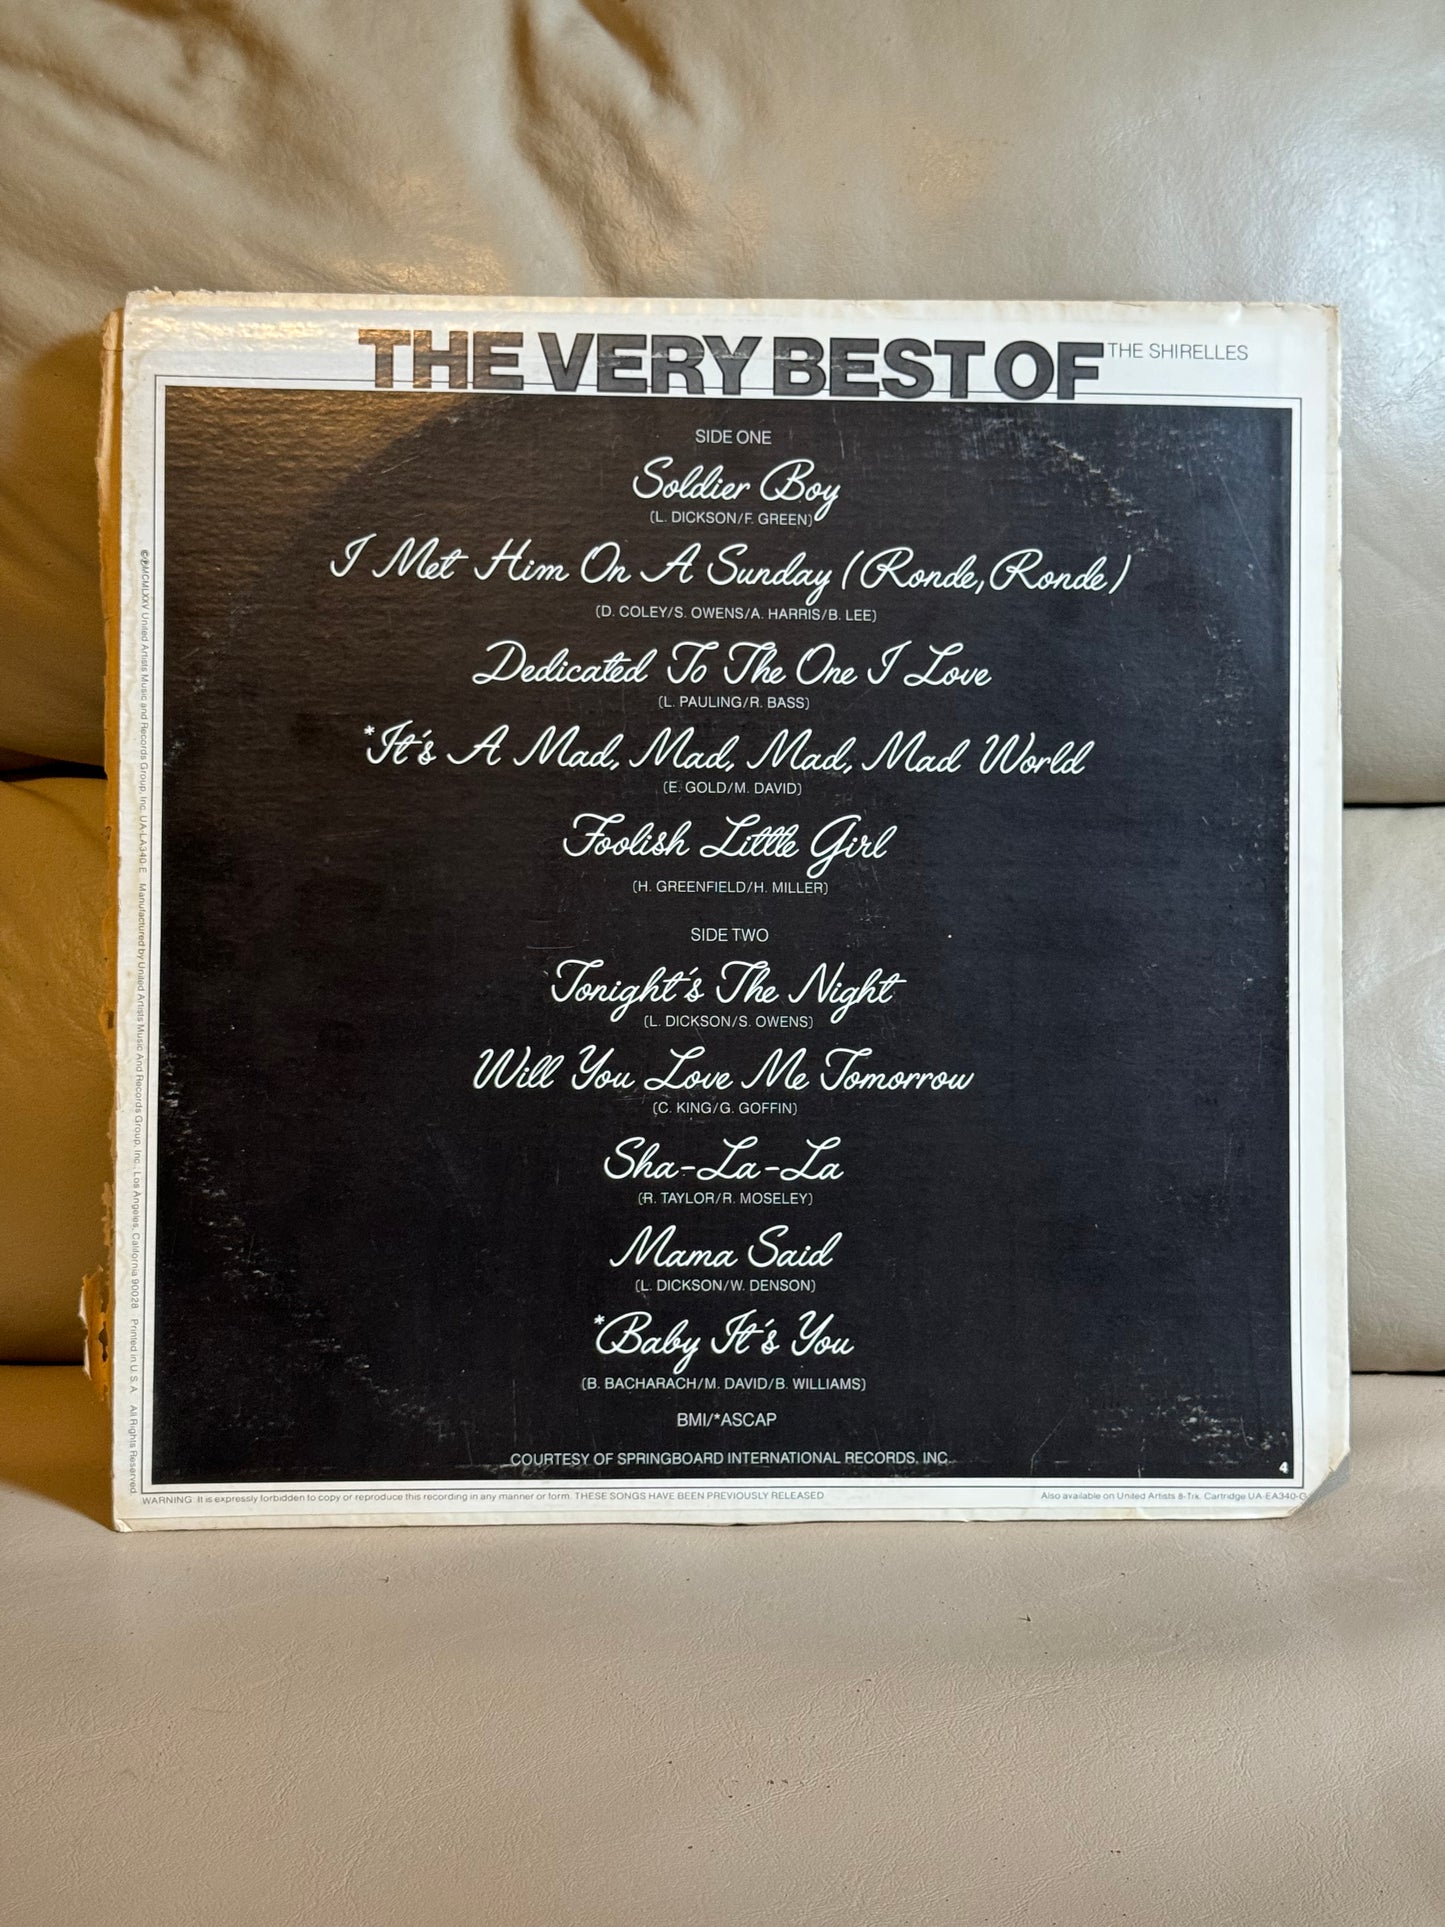 THE VERY BEST OF THE SHIRELLES
SIDE ONE
Soldier Boy
(L. DICKSON/F. GREEN)
I Met Him On A Sunday (Ronde, Ronde)
(D. COLEY/S. OWENS/A. HARRIS/B. LEE)
Dedicated To The One I Love
(L. PAULING/R. BASS)
*It's A Mad, Mad, Mad, Mad World
(E. GOLD/M. DAVID)
Foolish Little Girl
(H. GREENFIELD/H. MILLER)
SIDE TWO
Tonight's The Night
(L. DICKSON/S. OWENS)
Will You Love Me Tomorrow
(C. KING/G. GOFFIN)
Sha-La-La
(R. TAYLOR/R. MOSELEY)
Mama Said
(L. DICKSON/W. DENSON)
*Baby It's You
(B. BACHARACH/M. DAVID/B. WILLIAMS)
BMI/*ASCAP
COURTESY OF SPRINGBOARD INTERNATIONAL RECORDS, INC.
4
WARNING: It is expressly forbidden to copy or reproduce this recording in any manner or form. THESE SONGS HAVE BEEN PREVIOUSLY RELEASED
Also available on United Artists 8-Trk. Cartridge UA-EA340-G
©℗MCMLXXV United Artists Music and Records Group, Inc. UA-LA340-E Manufactured by United Artists Music And Records Group, Inc., Los Angeles, California 90028 Printed in U.S.A. All Rights Reserved.